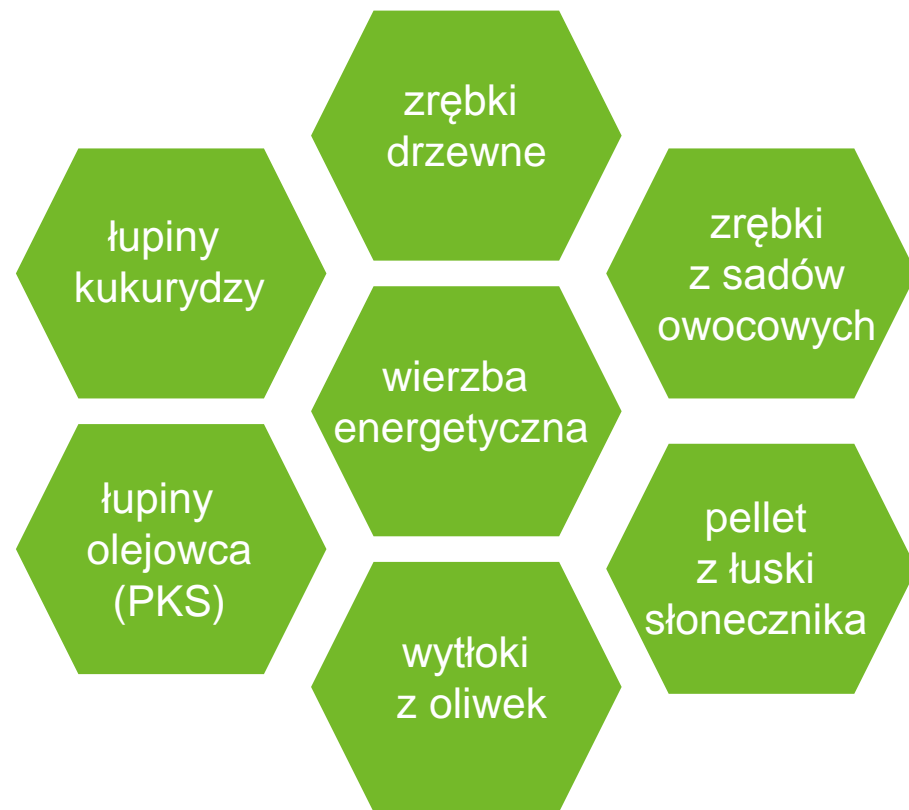 zrębki
drzewne
łupiny
kukurydzy
zrębki
z sadów
owocowych
wierzba
energetyczna
łupiny
olejowca
(PKS)
pellet
z łuski
słonecznika
wytłoki
z oliwek